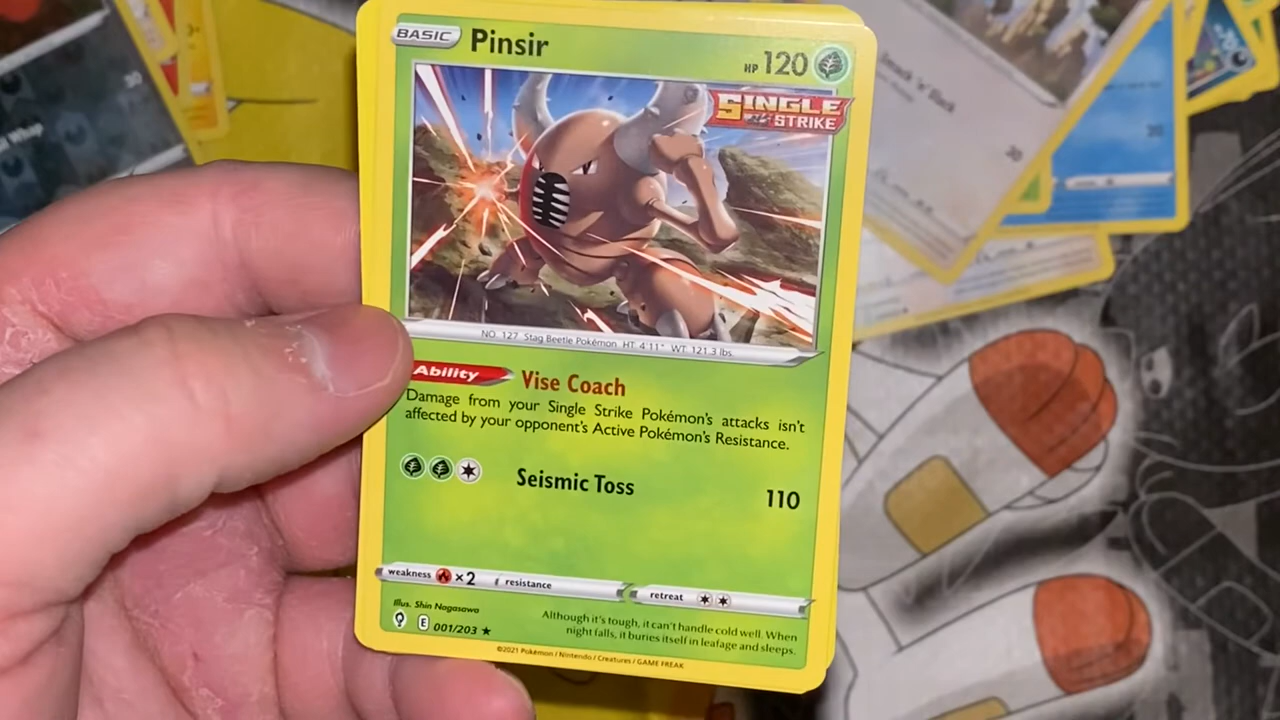 BASIC Pinsir HP 120
SINGLE
STRIKE
NO. 127 Stag Beetle Pokémon HT: 4'11" WT: 121.3 lbs.
Ability Vise Coach
Damage from your Single Strike Pokémon's attacks isn't
affected by your opponent's Active Pokémon's Resistance.
Seismic Toss 110
weakness ×2 resistance retreat
Illus. Shin Nagasawa
E 001/203 ★
Although it's tough, it can't handle cold well. When
night falls, it buries itself in leafage and sleeps.
©2021 Pokémon / Nintendo / Creatures / GAME FREAK
30
30
20